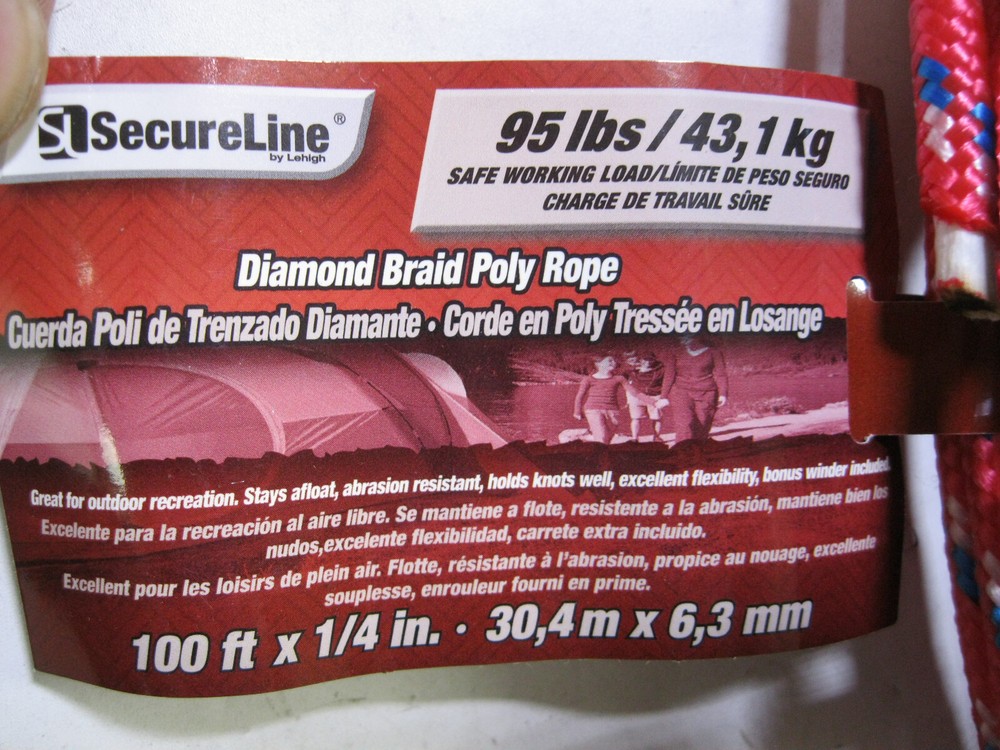 SL SecureLine®
by Lehigh
95 lbs / 43,1 kg
SAFE WORKING LOAD/LÍMITE DE PESO SEGURO
CHARGE DE TRAVAIL SÛRE
Diamond Braid Poly Rope
Cuerda Poli de Trenzado Diamante • Corde en Poly Tressée en Losange
Great for outdoor recreation. Stays afloat, abrasion resistant, holds knots well, excellent flexibility, bonus winder included.
Excelente para la recreación al aire libre. Se mantiene a flote, resistente a la abrasión, mantiene bien los
nudos,excelente flexibilidad, carrete extra incluido.
Excellent pour les loisirs de plein air. Flotte, résistante à l'abrasion, propice au nouage, excellente
souplesse, enrouleur fourni en prime.
100 ft x 1/4 in. • 30,4 m x 6,3 mm